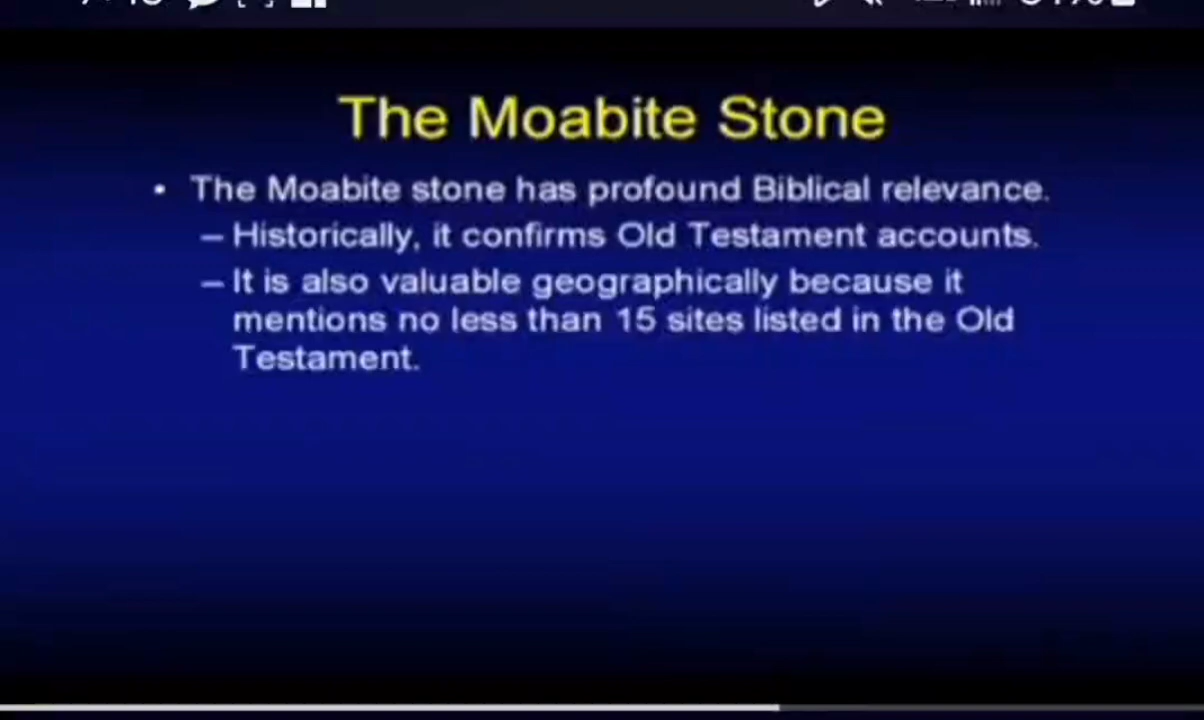 The Moabite Stone
• The Moabite stone has profound Biblical relevance.
– Historically, it confirms Old Testament accounts.
– It is also valuable geographically because it
mentions no less than 15 sites listed in the Old
Testament.